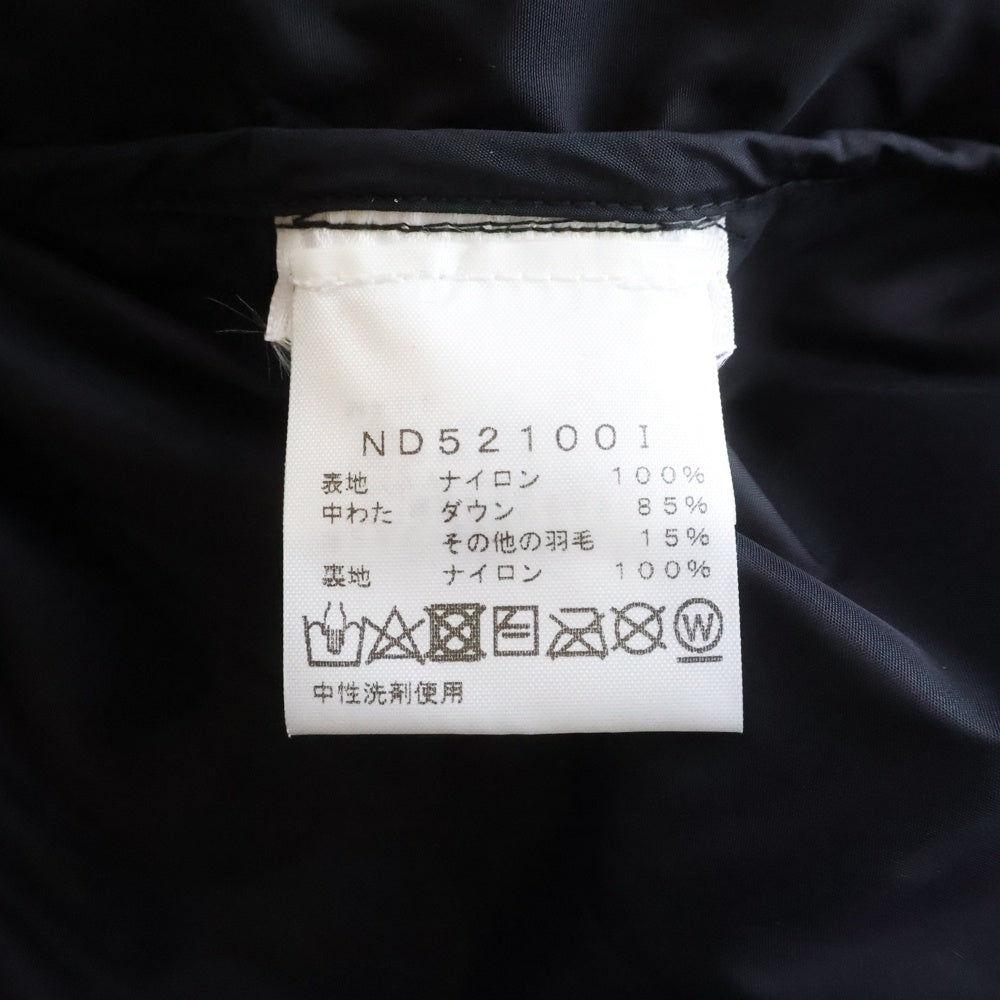 ND52100I
表地 ナイロン 100%
中わた ダウン 85%
その他の羽毛 15%
裏地 ナイロン 100%
W
中性洗剤使用